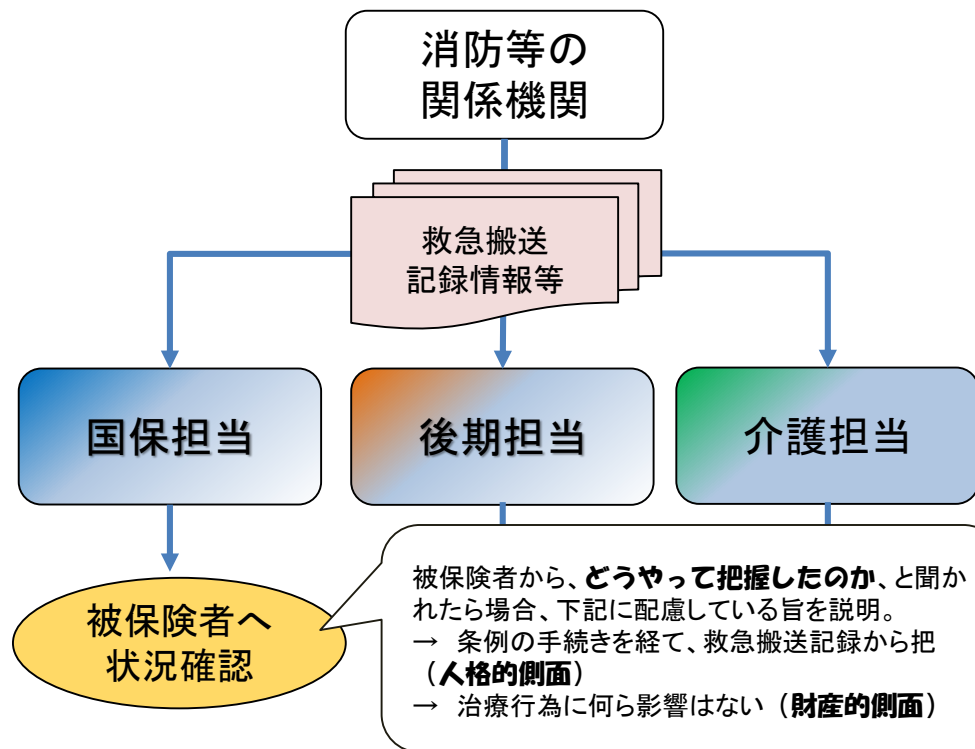 消防等の
関係機関
救急搬送
記録情報等
国保担当
後期担当
介護担当
被保険者へ
状況確認
被保険者から、どうやって把握したのか、と聞か
れたら場合、下記に配慮している旨を説明。
→ 条例の手続きを経て、救急搬送記録から把
（人格的側面）
→ 治療行為に何ら影響はない（財産的側面）